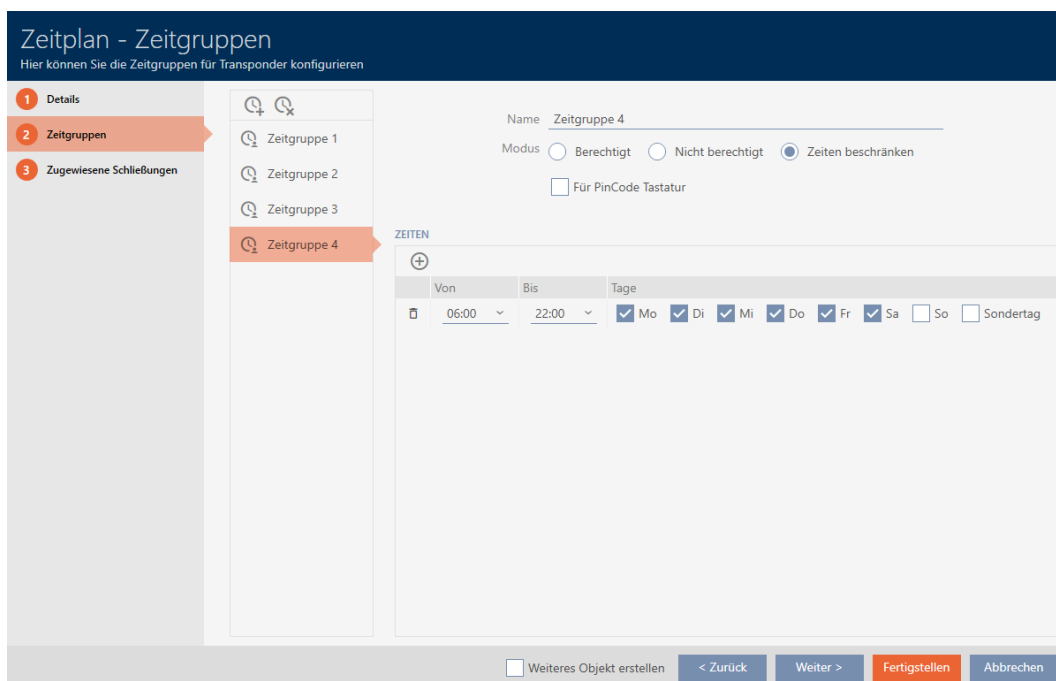 Zeitplan - Zeitgruppen
Hier können Sie die Zeitgruppen für Transponder konfigurieren
1 Details
2 Zeitgruppen
3 Zugewiesene Schließungen
Zeitgruppe 1
Zeitgruppe 2
Zeitgruppe 3
Zeitgruppe 4
Name Zeitgruppe 4
Modus Berechtigt Nicht berechtigt Zeiten beschränken
Für PinCode Tastatur
ZEITEN
Von Bis Tage
06:00 22:00 Mo Di Mi Do Fr Sa So Sondertag
Weiteres Objekt erstellen < Zurück Weiter > Fertigstellen Abbrechen